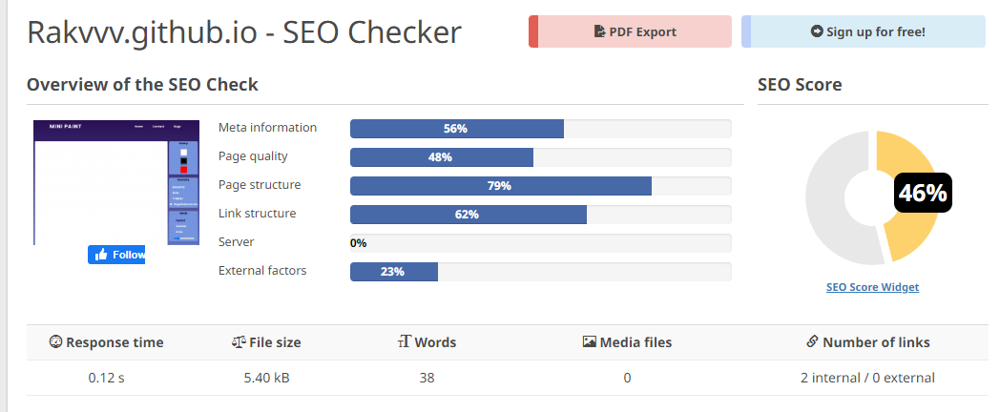 Rakvvv.github.io - SEO Checker
PDF Export
Sign up for free!
Overview of the SEO Check
SEO Score
MINI PAINT
Home
Follow
Meta information 56%
Page quality 48%
Page structure 79%
Link structure 62%
Server 0%
External factors 23%
46%
SEO Score Widget
Response time File size Words Media files Number of links
0.12 s 5.40 kB 38 0 2 internal / 0 external